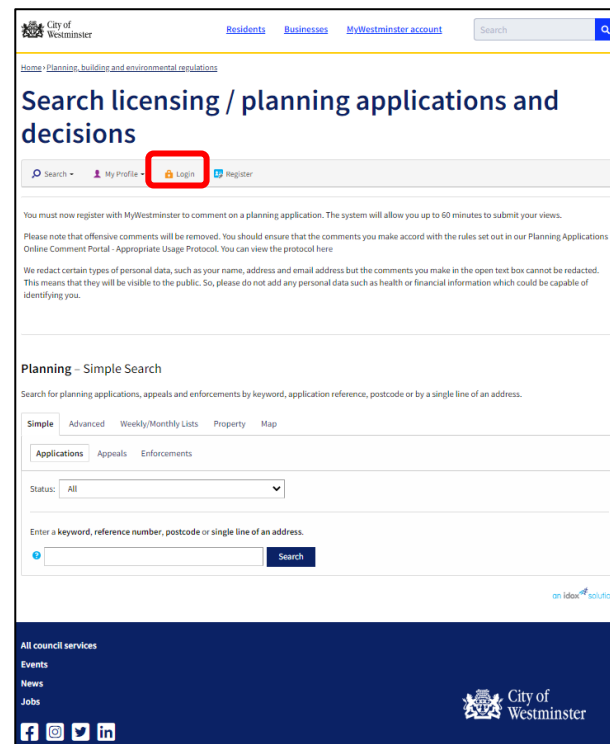 City of
Westminster
Residents Businesses MyWestminster account Search
Home › Planning, building and environmental regulations
Search licensing / planning applications and
decisions
Search My Profile Login Register
You must now register with MyWestminster to comment on a planning application. The system will allow you up to 60 minutes to submit your views.
Please note that offensive comments will be removed. You should ensure that the comments you make accord with the rules set out in our Planning Applications
Online Comment Portal - Appropriate Usage Protocol. You can view the protocol here
We redact certain types of personal data, such as your name, address and email address but the comments you make in the open text box cannot be redacted.
This means that they will be visible to the public. So, please do not add any personal data such as health or financial information which could be capable of
identifying you.
Planning – Simple Search
Search for planning applications, appeals and enforcements by keyword, application reference, postcode or by a single line of an address.
Simple Advanced Weekly/Monthly Lists Property Map
Applications Appeals Enforcements
Status: All
Enter a keyword, reference number, postcode or single line of an address.
? Search
an idox solutio
All council services
Events
News
Jobs
City of
Westminster